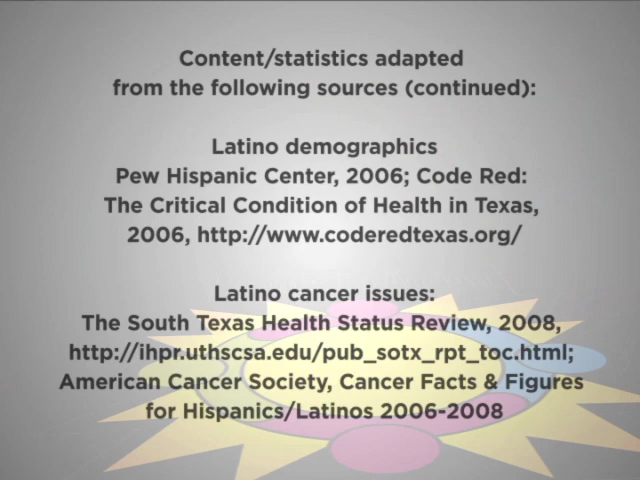 Content/statistics adapted
from the following sources (continued):
Latino demographics
Pew Hispanic Center, 2006; Code Red:
The Critical Condition of Health in Texas,
2006, http://www.coderedtexas.org/
Latino cancer issues:
The South Texas Health Status Review, 2008,
http://ihpr.uthscsa.edu/pub_sotx_rpt_toc.html;
American Cancer Society, Cancer Facts & Figures
for Hispanics/Latinos 2006-2008